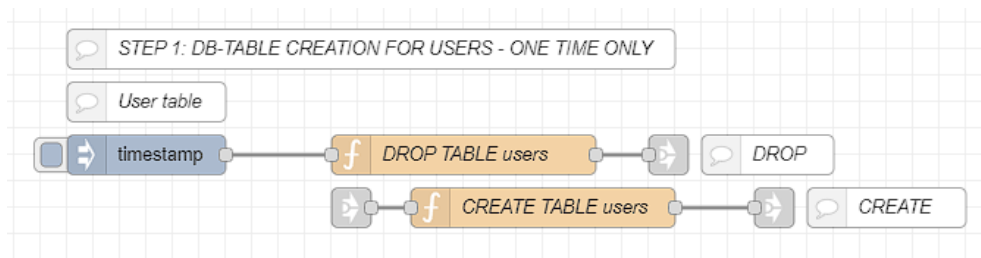 STEP 1: DB-TABLE CREATION FOR USERS - ONE TIME ONLY
User table
timestamp
DROP TABLE users
DROP
CREATE TABLE users
CREATE